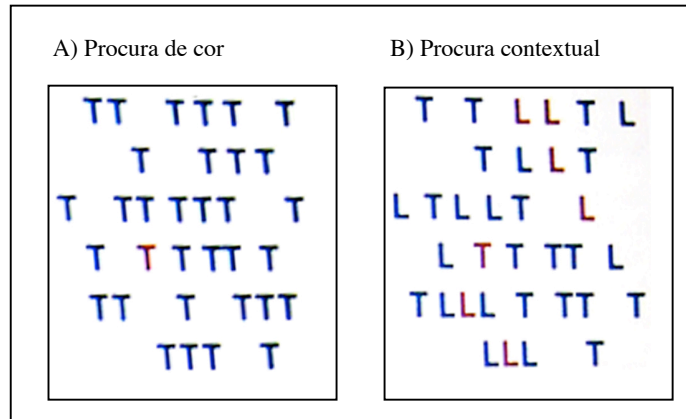 A) Procura de cor
TT TTT T
T TTT
T TT TTT T
T T T TT T
TT T TTT
TTT T
B) Procura contextual
T T L L T L
T L L T
L T L L T L
L T T TT L
T L L L T TT T
LLL T